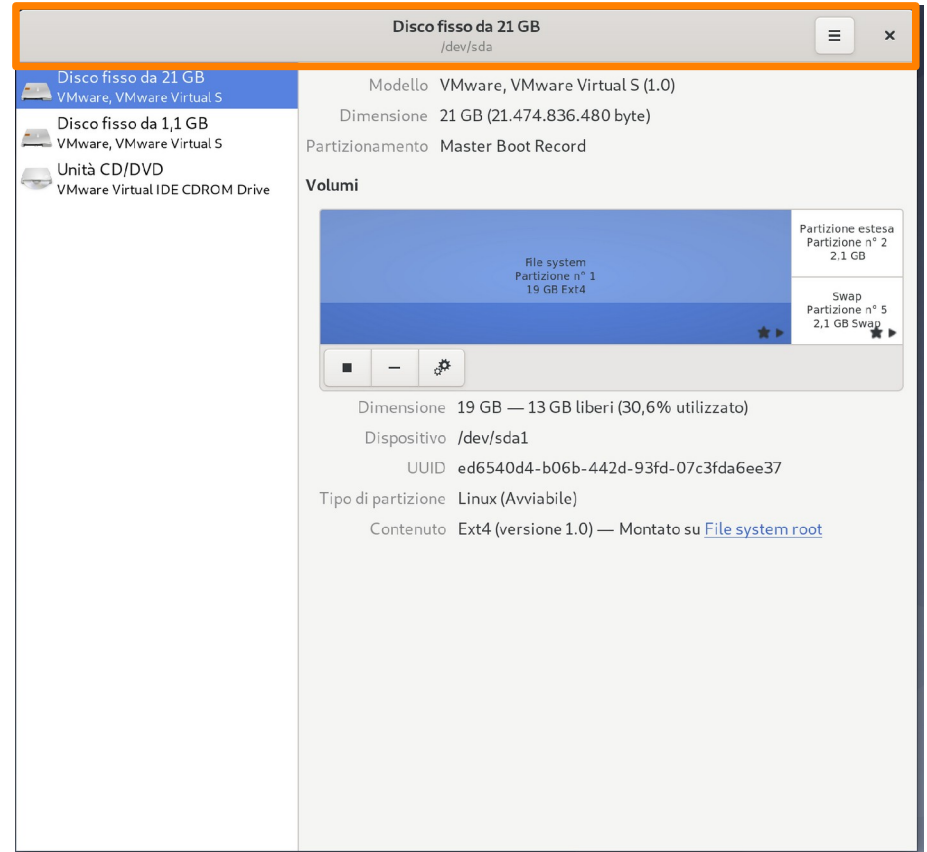 Disco fisso da 21 GB
/dev/sda
Disco fisso da 21 GB
VMware, VMware Virtual S
Disco fisso da 1,1 GB
VMware, VMware Virtual S
Unità CD/DVD
VMware Virtual IDE CDROM Drive
Modello VMware, VMware Virtual S (1.0)
Dimensione 21 GB (21.474.836.480 byte)
Partizionamento Master Boot Record
Volumi
File system
Partizione n° 1
19 GB Ext4
Partizione estesa
Partizione n° 2
2.1 GB
Swap
Partizione n° 5
2,1 GB Swap
Dimensione 19 GB — 13 GB liberi (30,6% utilizzato)
Dispositivo /dev/sda1
UUID ed6540d4-b06b-442d-93fd-07c3fda6ee37
Tipo di partizione Linux (Avviabile)
Contenuto Ext4 (versione 1.0) — Montato su File system root